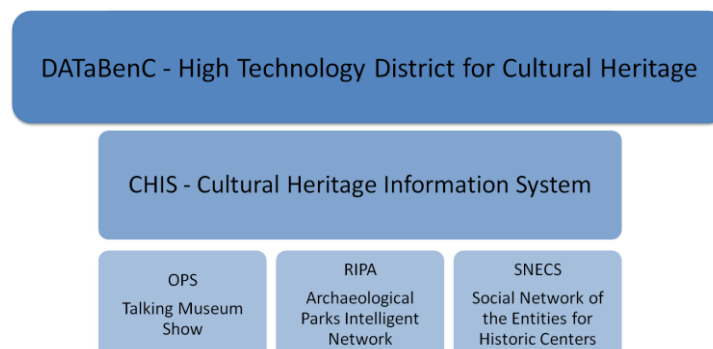 DATaBenC - High Technology District for Cultural Heritage
CHIS - Cultural Heritage Information System
OPS
Talking Museum
Show
RIPA
Archaeological
Parks Intelligent
Network
SNECS
Social Network of
the Entities for
Historic Centers